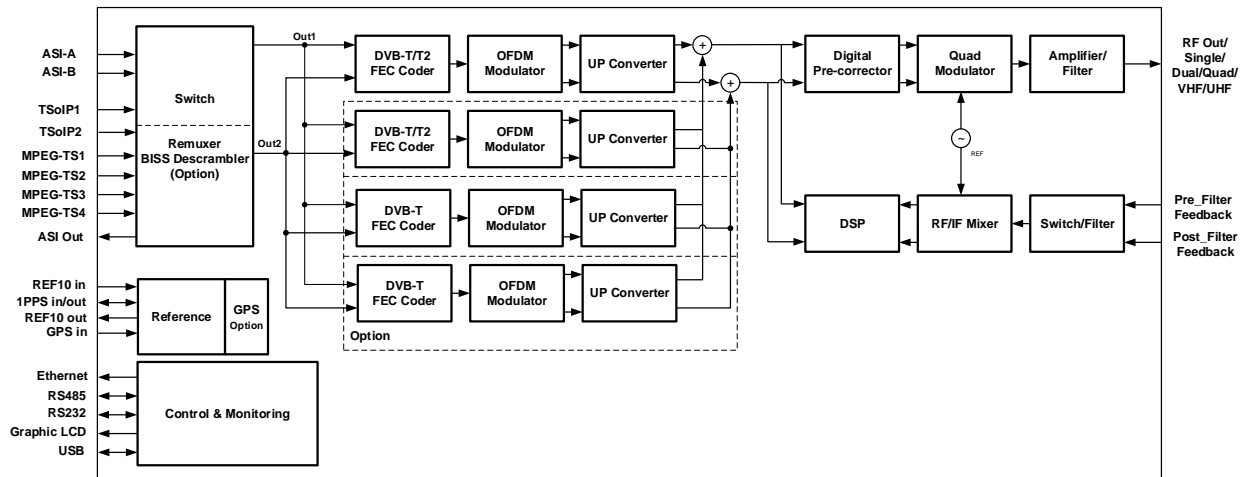 ASI-A
ASI-B
TSoIP1
TSoIP2
MPEG-TS1
MPEG-TS2
MPEG-TS3
MPEG-TS4
ASI Out
Switch
Remuxer
BISS Descrambler
(Option)
Out1
Out2
DVB-T/T2
FEC Coder
OFDM
Modulator
UP Converter
+
+
DVB-T/T2
FEC Coder
OFDM
Modulator
UP Converter
DVB-T
FEC Coder
OFDM
Modulator
UP Converter
DVB-T
FEC Coder
OFDM
Modulator
UP Converter
Option
Digital
Pre-corrector
Quad
Modulator
Amplifier/
Filter
RF Out/
Single/
Dual/Quad/
VHF/UHF
~
REF
DSP
RF/IF Mixer
Switch/Filter
Pre_Filter
Feedback
Post_Filter
Feedback
REF10 in
1PPS in/out
REF10 out
GPS in
Reference
GPS
Option
Ethernet
RS485
RS232
Graphic LCD
USB
Control & Monitoring